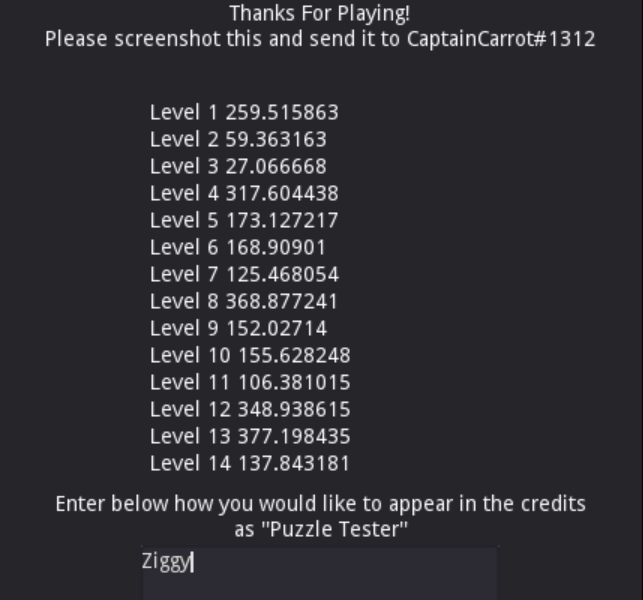 Thanks For Playing!
Please screenshot this and send it to CaptainCarrot#1312
Level 1 259.515863
Level 2 59.363163
Level 3 27.066668
Level 4 317.604438
Level 5 173.127217
Level 6 168.90901
Level 7 125.468054
Level 8 368.877241
Level 9 152.02714
Level 10 155.628248
Level 11 106.381015
Level 12 348.938615
Level 13 377.198435
Level 14 137.843181
Enter below how you would like to appear in the credits
as "Puzzle Tester"
Ziggy